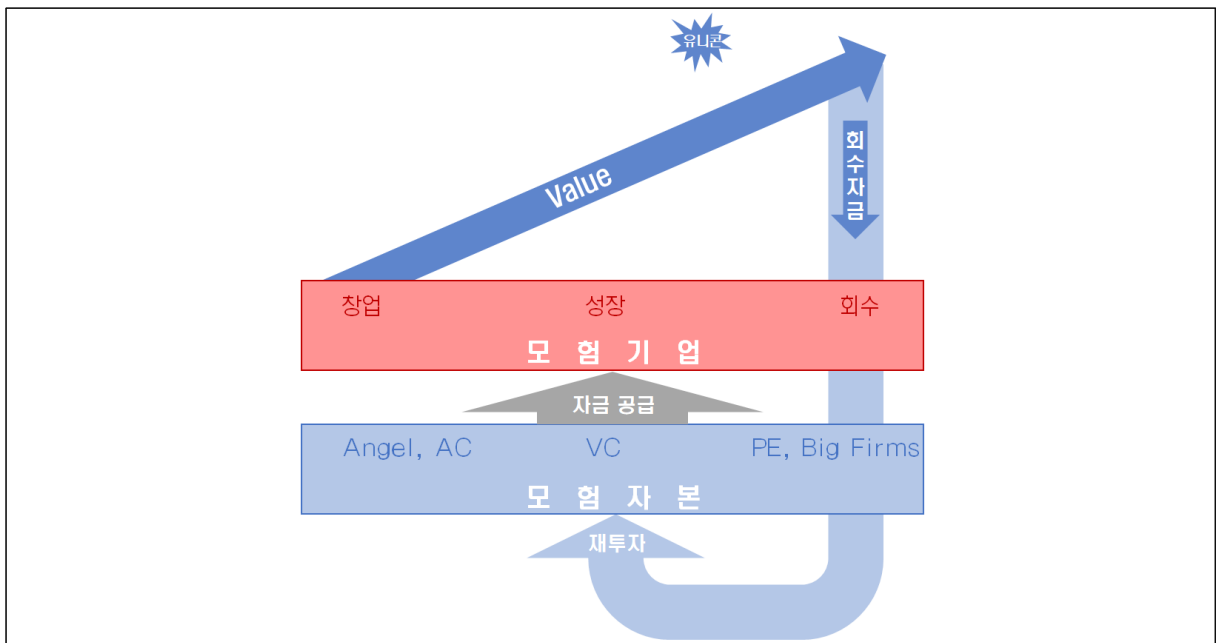 유니콘
Value
회수자금
창업 성장 회수
모 험 기 업
자금 공급
Angel, AC VC PE, Big Firms
모 험 자 본
재투자